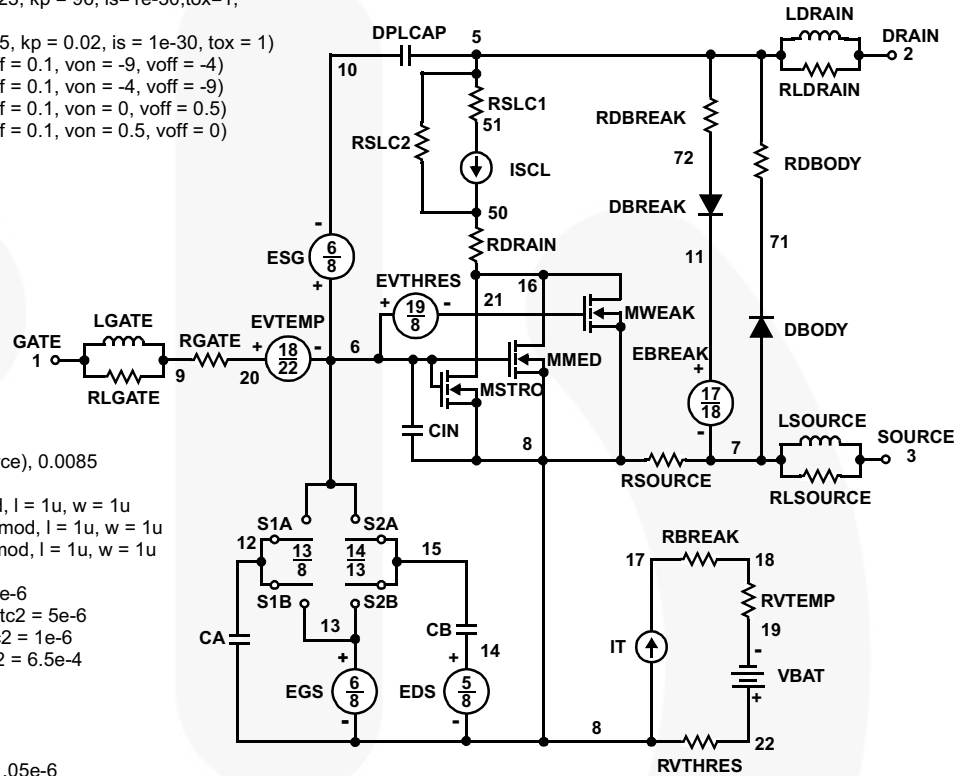 25, kp = 96, is=1e-30,tox=1,
5, kp = 0.02, is = 1e-30, tox = 1)
f = 0.1, von = -9, voff = -4)
f = 0.1, von = -4, voff = -9)
f = 0.1, von = 0, voff = 0.5)
f = 0.1, von = 0.5, voff = 0)
rce), 0.0085
d, l = 1u, w = 1u
mod, l = 1u, w = 1u
mod, l = 1u, w = 1u
e-6
tc2 = 5e-6
c2 = 1e-6
2 = 6.5e-4
.05e-6
LDRAIN
DPLCAP
5
DRAIN
2
10
RLDRAIN
RSLC1
51
RDBREAK
RSLC2
72
RDBODY
ISCL
DBREAK
50
-
ESG
6
8
+
RDRAIN
11
71
EVTHRES
16
+
19
8
-
21
MWEAK
LGATE
EVTEMP
DBODY
GATE
1
RGATE
+
18
22
-
6
EBREAK
+
MMED
9
20
MSTRO
17
18
-
RLGATE
CIN
LSOURCE
8
7
SOURCE
3
RSOURCE
RLSOURCE
S1A
S2A
RBREAK
12
13
8
14
13
15
17
18
S1B
S2B
RVTEMP
13
CB
19
CA
IT
-
14
+
+
VBAT
EGS
6
8
EDS
5
8
+
-
-
8
22
RVTHRES